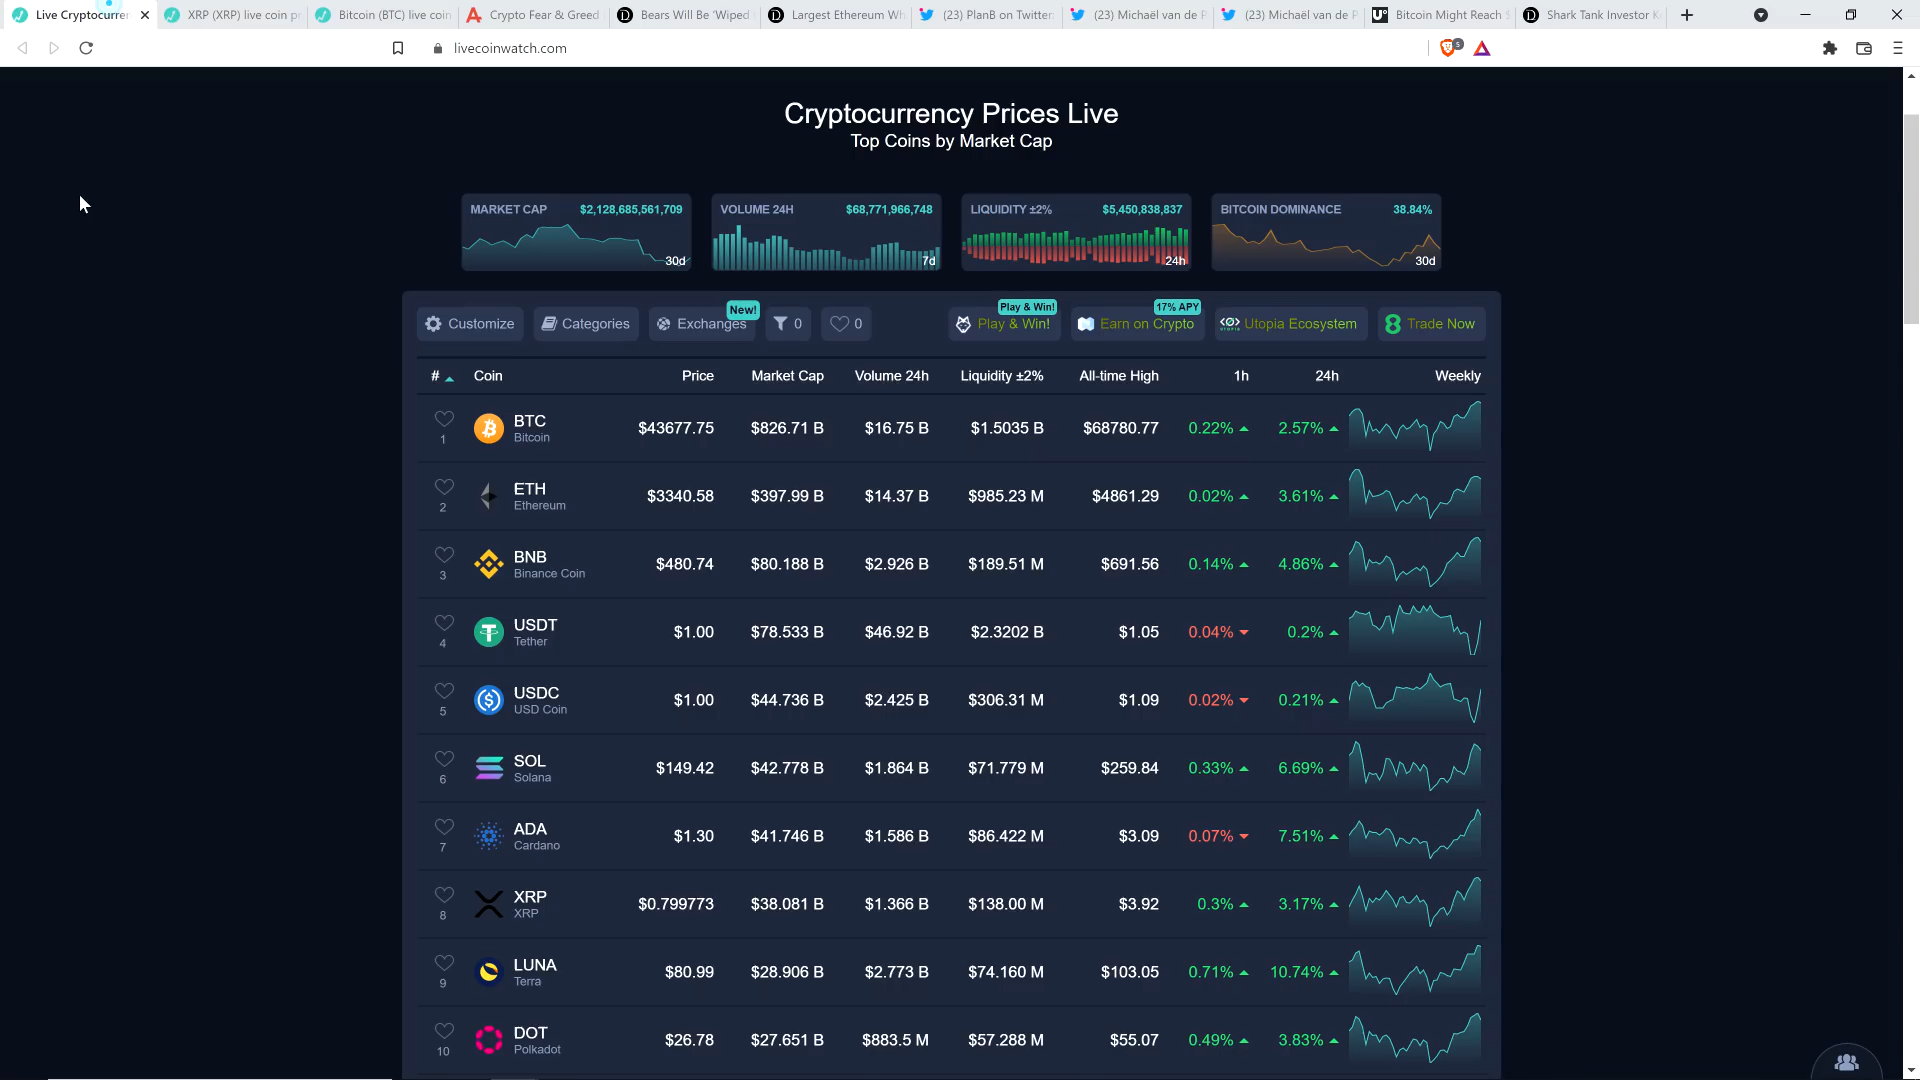 Live Cryptocurren
XRP (XRP) live coin pr
Bitcoin (BTC) live coin
Crypto Fear & Greed
Bears Will Be 'Wiped
Largest Ethereum Wh
(23) PlanB on Twitter:
(23) Michaël van de P
(23) Michaël van de P
Bitcoin Might Reach
Shark Tank Investor K
livecoinwatch.com
5
Cryptocurrency Prices Live
Top Coins by Market Cap
MARKET CAP $2,128,685,561,709
30d
VOLUME 24H $68,771,966,748
7d
LIQUIDITY ±2% $5,450,838,837
24h
BITCOIN DOMINANCE 38.84%
30d
Customize
Categories
Exchanges New!
0
0
Play & Win! Play & Win!
Earn on Crypto 17% APY
UTOPIA Utopia Ecosystem
Trade Now
# Coin Price Market Cap Volume 24h Liquidity ±2% All-time High 1h 24h Weekly
1 BTC Bitcoin $43677.75 $826.71 B $16.75 B $1.5035 B $68780.77 0.22% 2.57%
2 ETH Ethereum $3340.58 $397.99 B $14.37 B $985.23 M $4861.29 0.02% 3.61%
3 BNB Binance Coin $480.74 $80.188 B $2.926 B $189.51 M $691.56 0.14% 4.86%
4 USDT Tether $1.00 $78.533 B $46.92 B $2.3202 B $1.05 0.04% 0.2%
5 USDC USD Coin $1.00 $44.736 B $2.425 B $306.31 M $1.09 0.02% 0.21%
6 SOL Solana $149.42 $42.778 B $1.864 B $71.779 M $259.84 0.33% 6.69%
7 ADA Cardano $1.30 $41.746 B $1.586 B $86.422 M $3.09 0.07% 7.51%
8 XRP XRP $0.799773 $38.081 B $1.366 B $138.00 M $3.92 0.3% 3.17%
9 LUNA Terra $80.99 $28.906 B $2.773 B $74.160 M $103.05 0.71% 10.74%
10 DOT Polkadot $26.78 $27.651 B $883.5 M $57.288 M $55.07 0.49% 3.83%